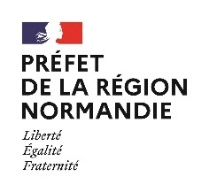 PRÉFET
DE LA RÉGION
NORMANDIE
Liberté
Égalité
Fraternité